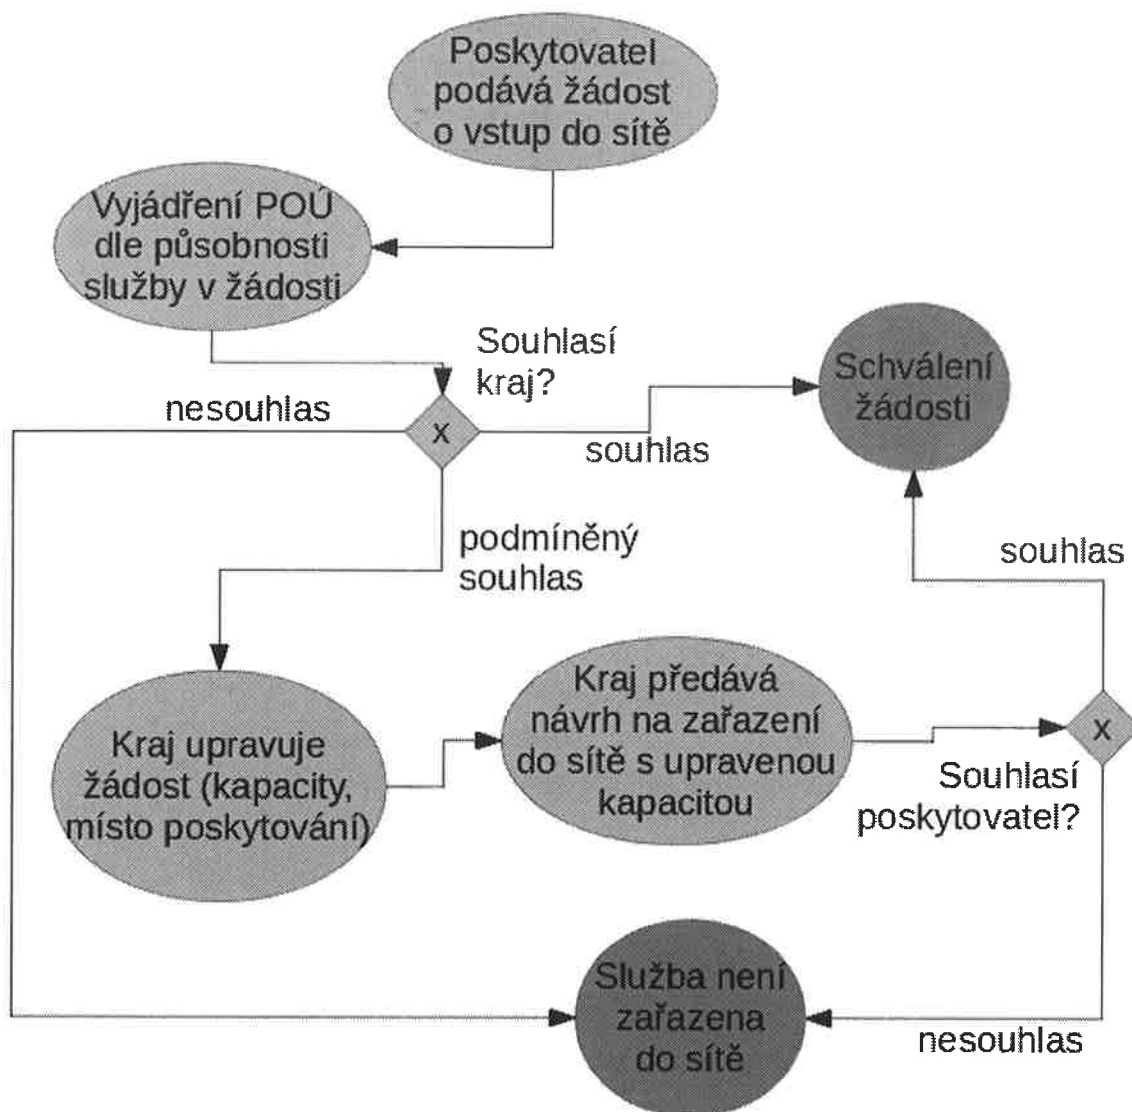 Poskytovatel
podává žádost
o vstup do sítě
Vyjádření POÚ
dle působnosti
služby v žádosti
Souhlasí
kraj?
Schválení
žádosti
nesouhlas
x
souhlas
podmíněný
souhlas
souhlas
Kraj předává
návrh na zařazení
do sítě s upravenou
kapacitou
Kraj upravuje
žádost (kapacity,
místo poskytování)
x
Souhlasí
poskytovatel?
Služba není
zařazena
do sítě
nesouhlas